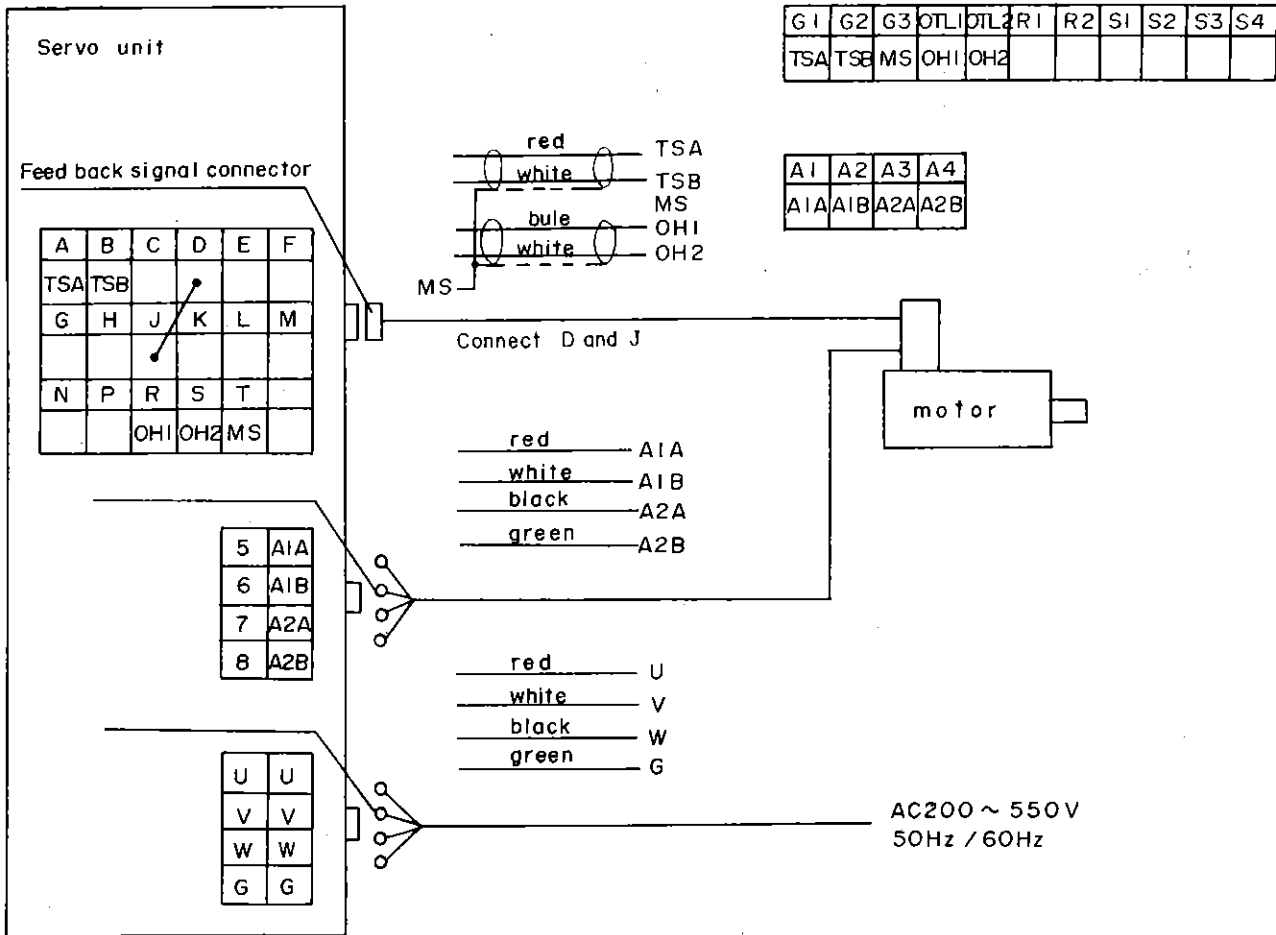 Servo unit
G1 G2 G3 OTL1 OTL2 R1 R2 S1 S2 S3 S4
TSA TSB MS OH1 OH2
Feed back signal connector
red TSA
white TSB
MS
bule OH1
white OH2
MS
A1 A2 A3 A4
A1A A1B A2A A2B
A B C D E F
TSA TSB
G H J K L M
N P R S T
OH1 OH2 MS
Connect D and J
motor
red A1A
white A1B
black A2A
green A2B
5 A1A
6 A1B
7 A2A
8 A2B
red U
white V
black W
green G
U U
V V
W W
G G
AC200 ~ 550V
50Hz / 60Hz